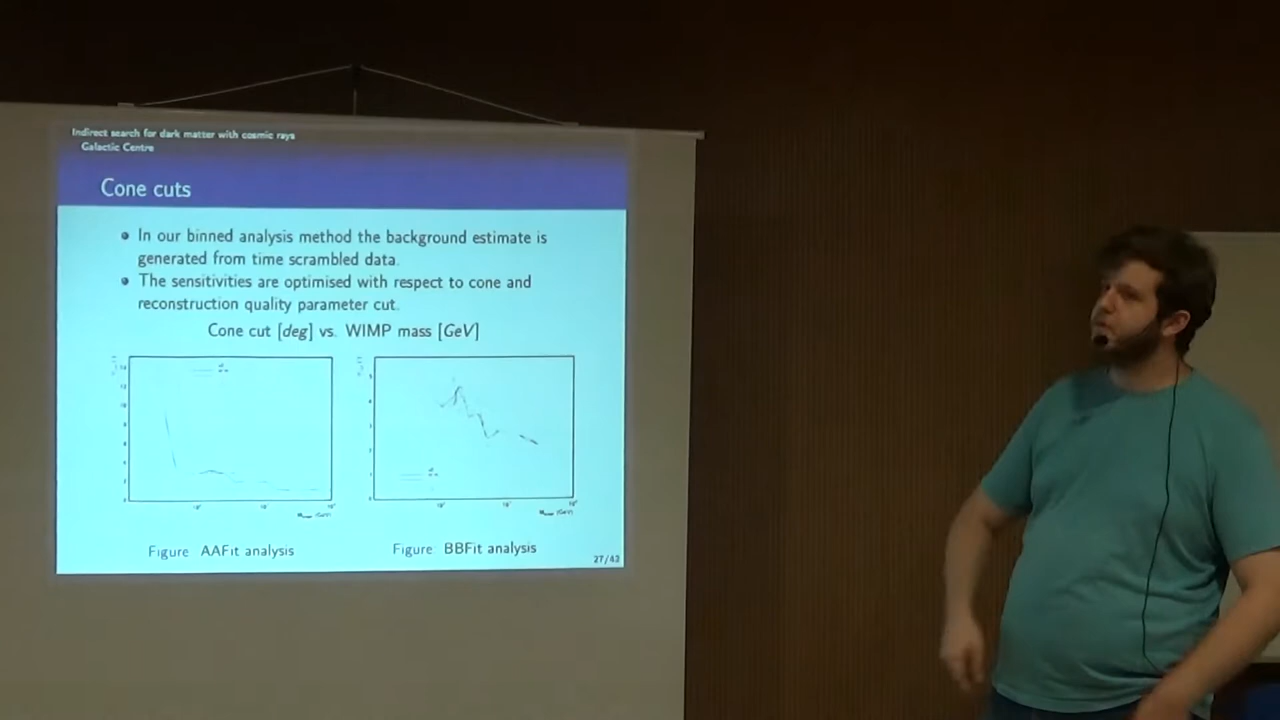 Indirect search for dark matter with cosmic rays
Galactic Centre
Cone cuts
• In our binned analysis method the background estimate is
generated from time scrambled data.
• The sensitivities are optimised with respect to cone and
reconstruction quality parameter cut.
Cone cut [deg] vs. WIMP mass [GeV]
Figure AAFit analysis
Figure BBFit analysis
27/43